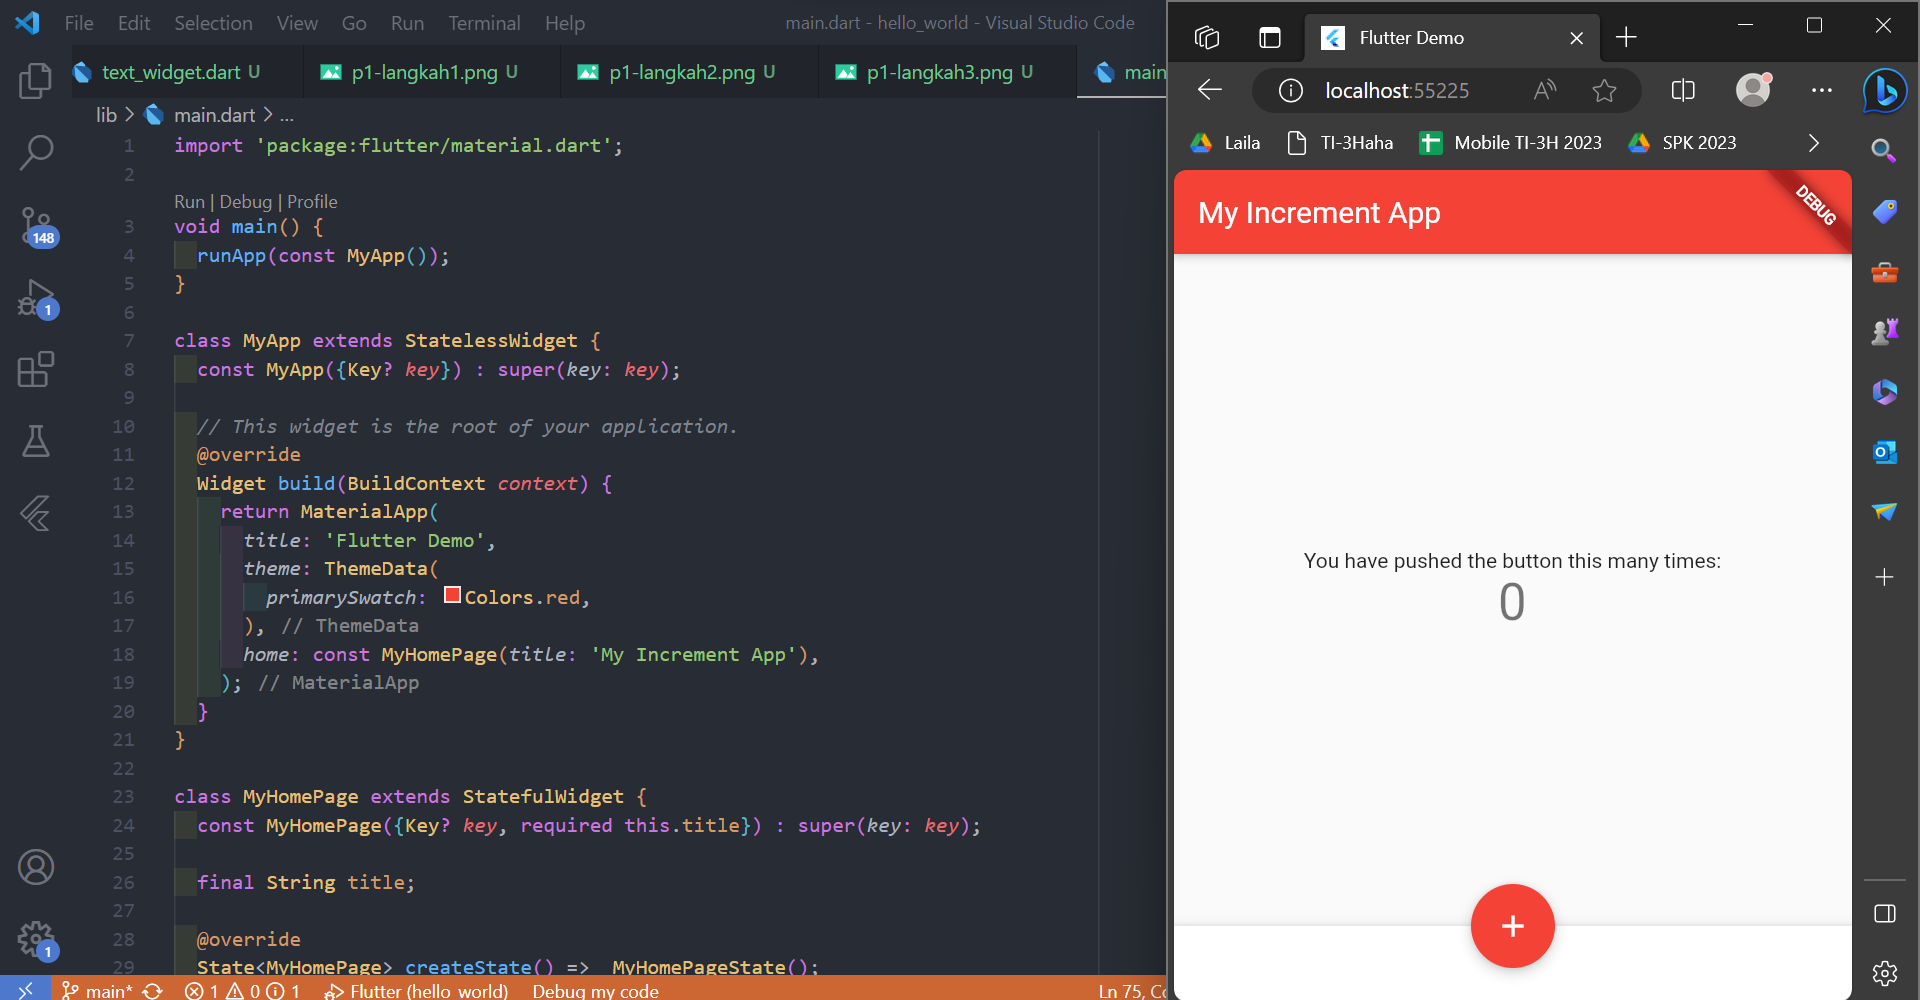 File Edit Selection View Go Run Terminal Help
main.dart - hello_world - Visual Studio Code
text_widget.dart U
p1-langkah1.png U
p1-langkah2.png U
p1-langkah3.png U
main
lib > main.dart > ...
1 import 'package:flutter/material.dart';
2
Run | Debug | Profile
3 void main() {
4 runApp(const MyApp());
5 }
6
7 class MyApp extends StatelessWidget {
8 const MyApp({Key? key}) : super(key: key);
9
10 // This widget is the root of your application.
11 @override
12 Widget build(BuildContext context) {
13 return MaterialApp(
14 title: 'Flutter Demo',
15 theme: ThemeData(
16 primarySwatch: Colors.red,
17 ), // ThemeData
18 home: const MyHomePage(title: 'My Increment App'),
19 ); // MaterialApp
20 }
21 }
22
23 class MyHomePage extends StatefulWidget {
24 const MyHomePage({Key? key, required this.title}) : super(key: key);
25
26 final String title;
27
28 @override
29 State<MyHomePage> createState() => _MyHomePageState();
148
1
1
main* 1 0 1 Flutter (hello_world) Debug my code
Ln 75, Co
Flutter Demo
localhost:55225
Laila
TI-3Haha
Mobile TI-3H 2023
SPK 2023
My Increment App
DEBUG
You have pushed the button this many times:
0
+